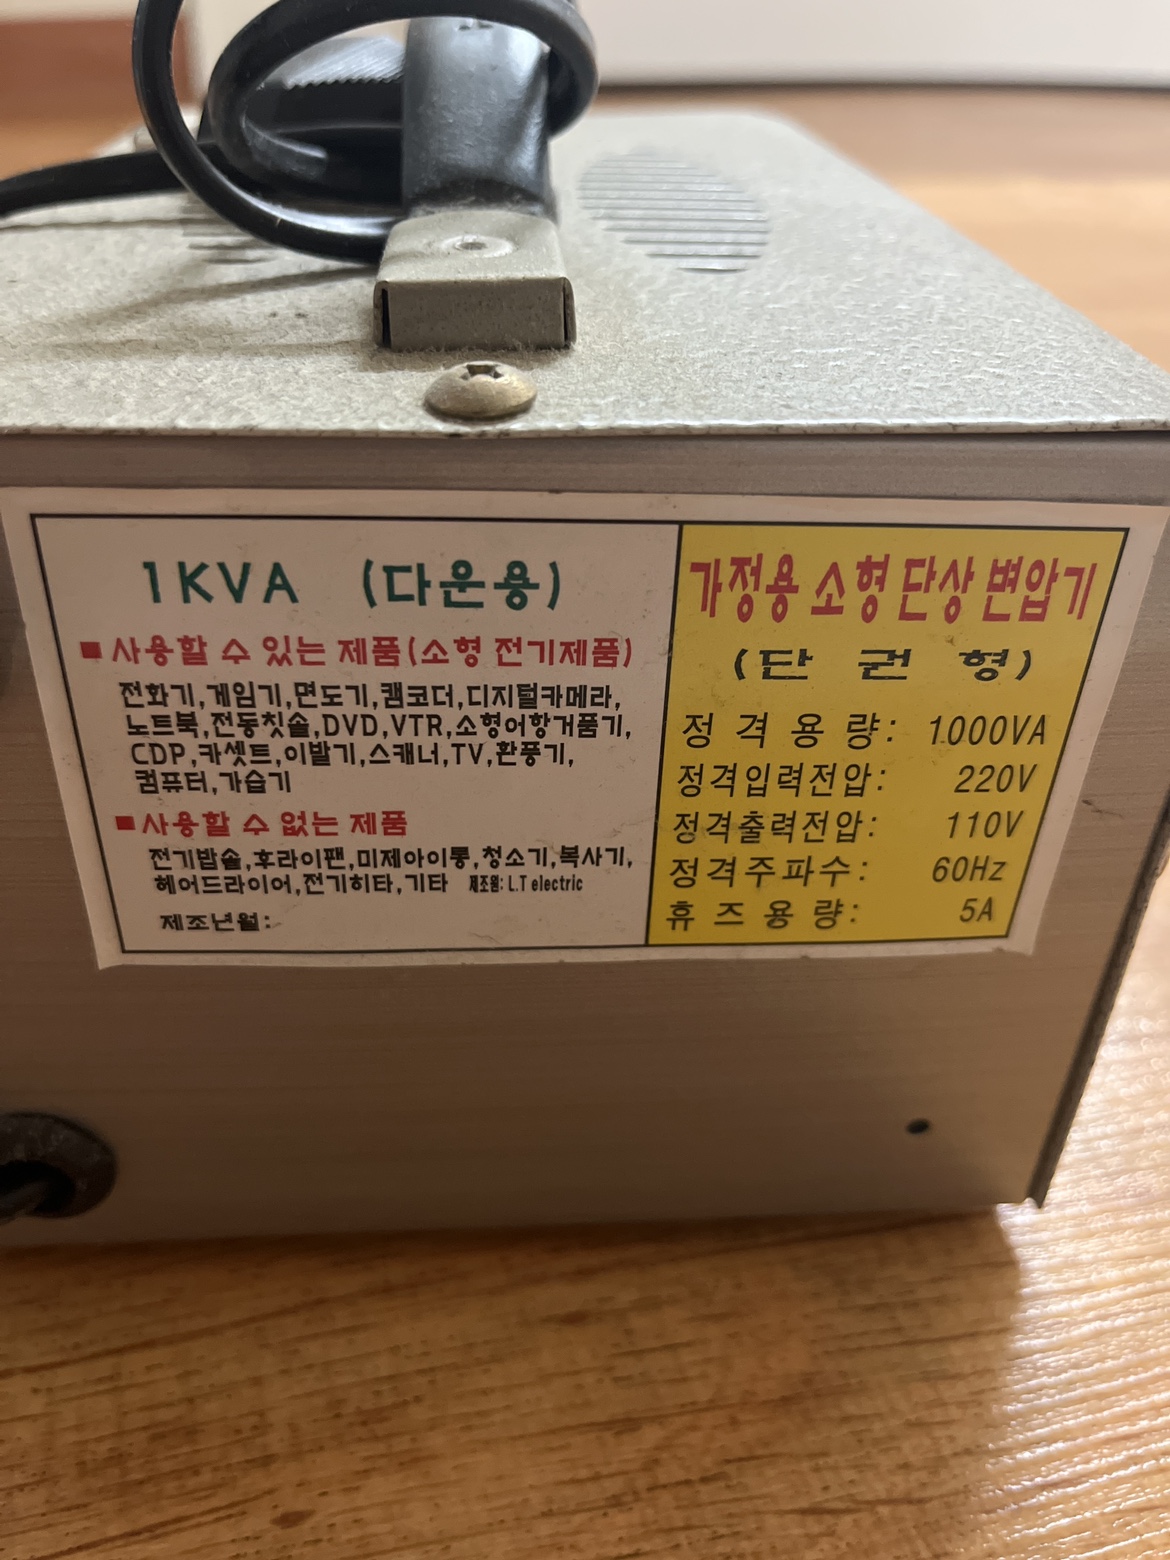 1KVA (다운용)
■사용할 수 있는 제품(소형 전기제품)
전화기,게임기,면도기,캠코더,디지털카메라,
노트북,전동칫솔,DVD,VTR,소형어항거품기,
CDP,카셋트,이발기,스캐너,TV,환풍기,
컴퓨터,가습기
■사용할 수 없는 제품
전기밥솥,후라이팬,미제아이롱,청소기,복사기,
헤어드라이어,전기히타,기타 제조원: L.T electric
제조년월:
가정용 소형 단상 변압기
(단 권 형)
정 격 용 량: 1000VA
정격입력전압: 220V
정격출력전압: 110V
정격주파수: 60Hz
휴 즈 용 량: 5A